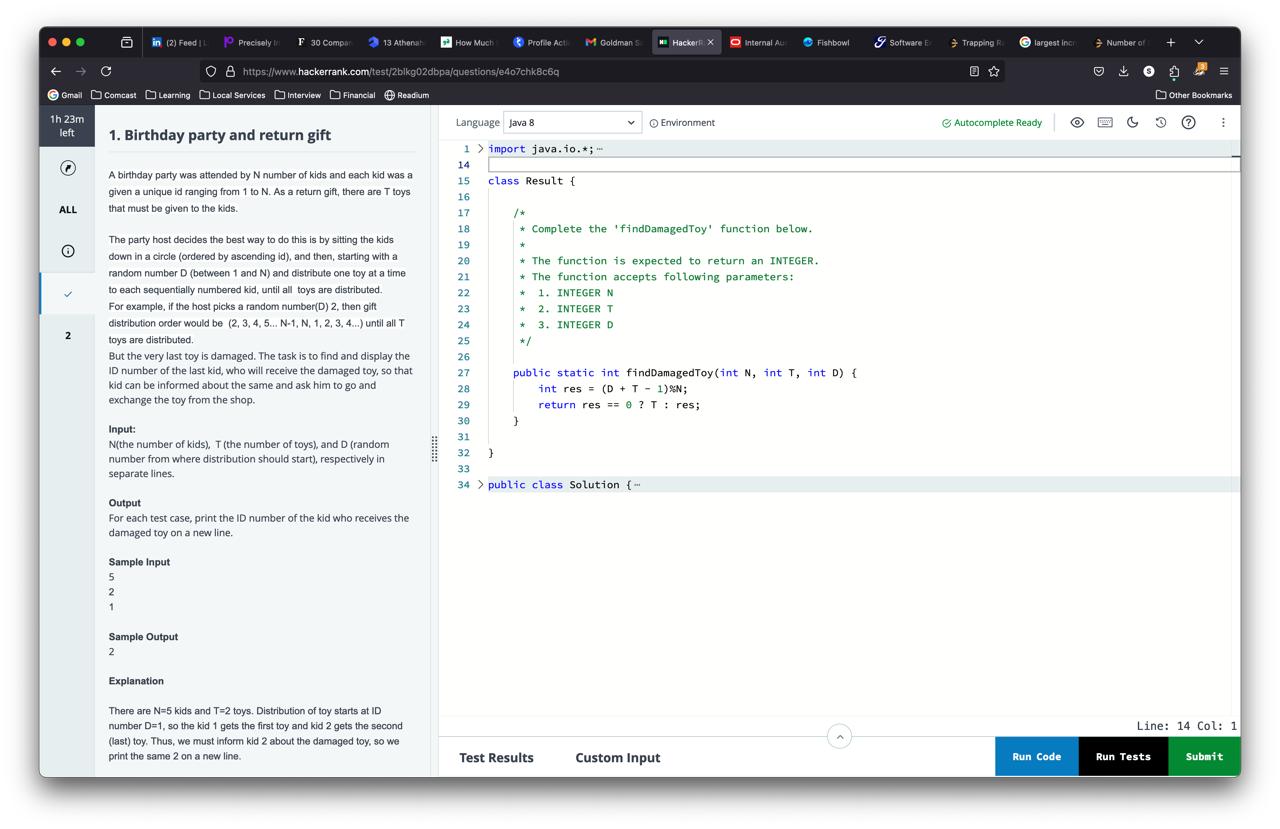 (2) Feed | L
Precisely In
F 30 Compan
13 Athenah
How Much
Profile Acti
Goldman Sa
HackerR
Internal Aud
Fishbowl
Software E
Trapping Ra
largest incr
Number of
https://www.hackerrank.com/test/2blkg02dbpa/questions/e4o7chk8c6q
S
3
Gmail
Comcast
Learning
Local Services
Interview
Financial
Readium
Other Bookmarks
1h 23m
left
ALL
2
1. Birthday party and return gift
A birthday party was attended by N number of kids and each kid was a
given a unique id ranging from 1 to N. As a return gift, there are T toys
that must be given to the kids.
The party host decides the best way to do this is by sitting the kids
down in a circle (ordered by ascending id), and then, starting with a
random number D (between 1 and N) and distribute one toy at a time
to each sequentially numbered kid, until all toys are distributed.
For example, if the host picks a random number(D) 2, then gift
distribution order would be (2, 3, 4, 5... N-1, N, 1, 2, 3, 4...) until all T
toys are distributed.
But the very last toy is damaged. The task is to find and display the
ID number of the last kid, who will receive the damaged toy, so that
kid can be informed about the same and ask him to go and
exchange the toy from the shop.
Input:
N(the number of kids), T (the number of toys), and D (random
number from where distribution should start), respectively in
separate lines.
Output
For each test case, print the ID number of the kid who receives the
damaged toy on a new line.
Sample Input
5
2
1
Sample Output
2
Explanation
There are N=5 kids and T=2 toys. Distribution of toy starts at ID
number D=1, so the kid 1 gets the first toy and kid 2 gets the second
(last) toy. Thus, we must inform kid 2 about the damaged toy, so we
print the same 2 on a new line.
Language Java 8 Environment Autocomplete Ready
1 import java.io.*;
14
15 class Result {
16
17 /*
18 * Complete the 'findDamagedToy' function below.
19 *
20 * The function is expected to return an INTEGER.
21 * The function accepts following parameters:
22 * 1. INTEGER N
23 * 2. INTEGER T
24 * 3. INTEGER D
25 */
26
27 public static int findDamagedToy(int N, int T, int D) {
28 int res = (D + T - 1)%N;
29 return res == 0 ? T : res;
30 }
31
32 }
33
34 public class Solution {
Line: 14 Col: 1
Test Results Custom Input Run Code Run Tests Submit